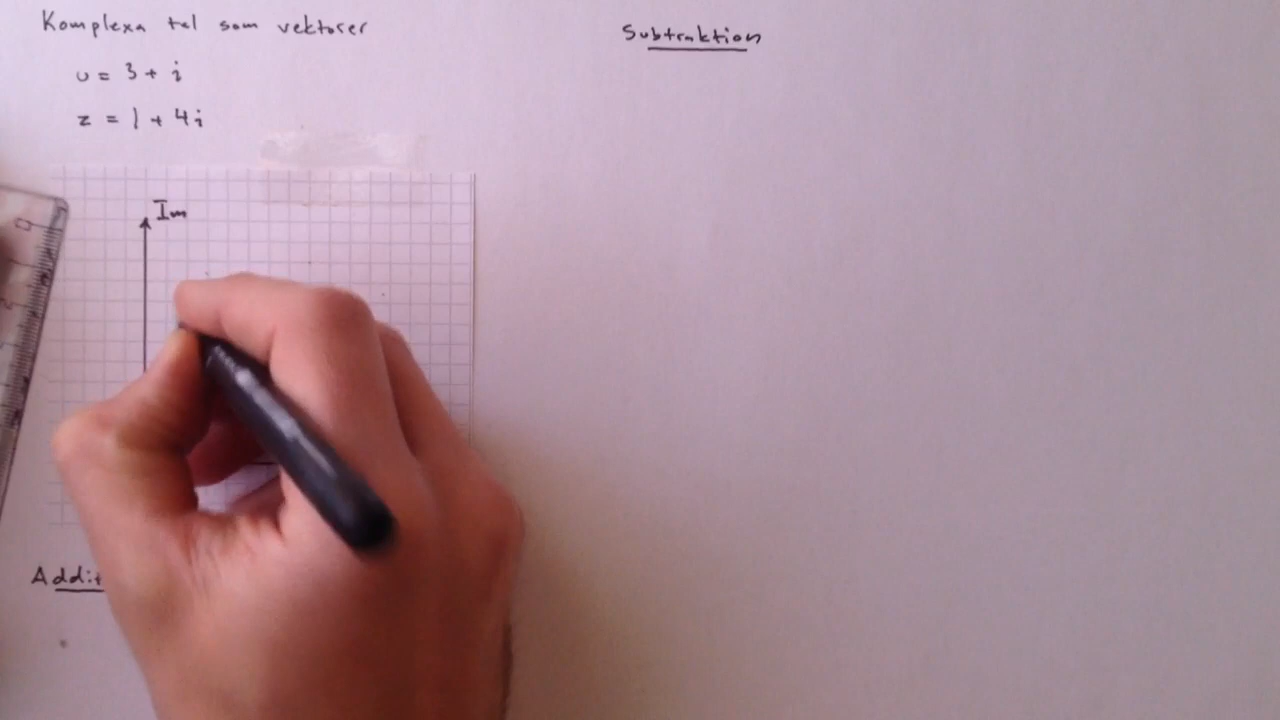 Komplexa tal som vektorer
u = 3 + i
z = 1 + 4i
Im
Subtraktion